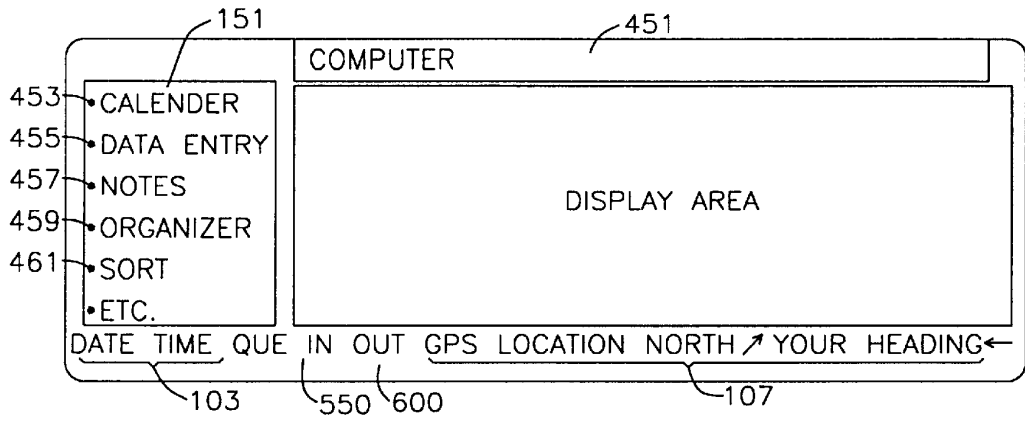 151
451
COMPUTER
453 • CALENDER
455 • DATA ENTRY
457 • NOTES
459 • ORGANIZER
461 • SORT
• ETC.
DISPLAY AREA
DATE TIME QUE IN OUT GPS LOCATION NORTH ↗ YOUR HEADING ←
103 550 600 107